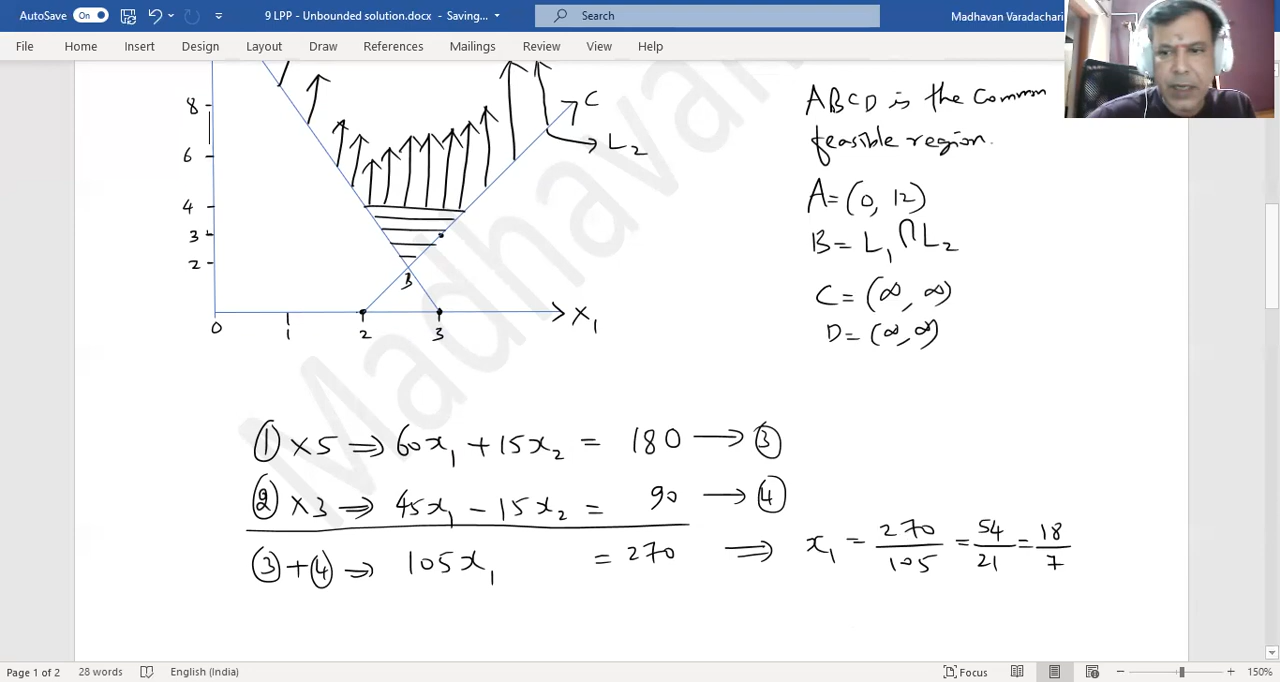 AutoSave On 9 LPP - Unbounded solution.docx - Saving... Search Madhavan Varadachari
File Home Insert Design Layout Draw References Mailings Review View Help
Madhavan
8
6
4
3
2
C
L₂
B
0 1 2 3 X₁
ABCD is the common
feasible region.
A = (0, 12)
B = L₁ ∩ L₂
C = (∞, ∞)
D = (∞, ∞)
① × 5 ⇒ 60x₁ + 15x₂ = 180 → ③
② × 3 ⇒ 45x₁ - 15x₂ = 90 → ④
③ + ④ ⇒ 105x₁ = 270 ⇒ x₁ = 270/105 = 54/21 = 18/7
Page 1 of 2 28 words English (India) Focus 150%